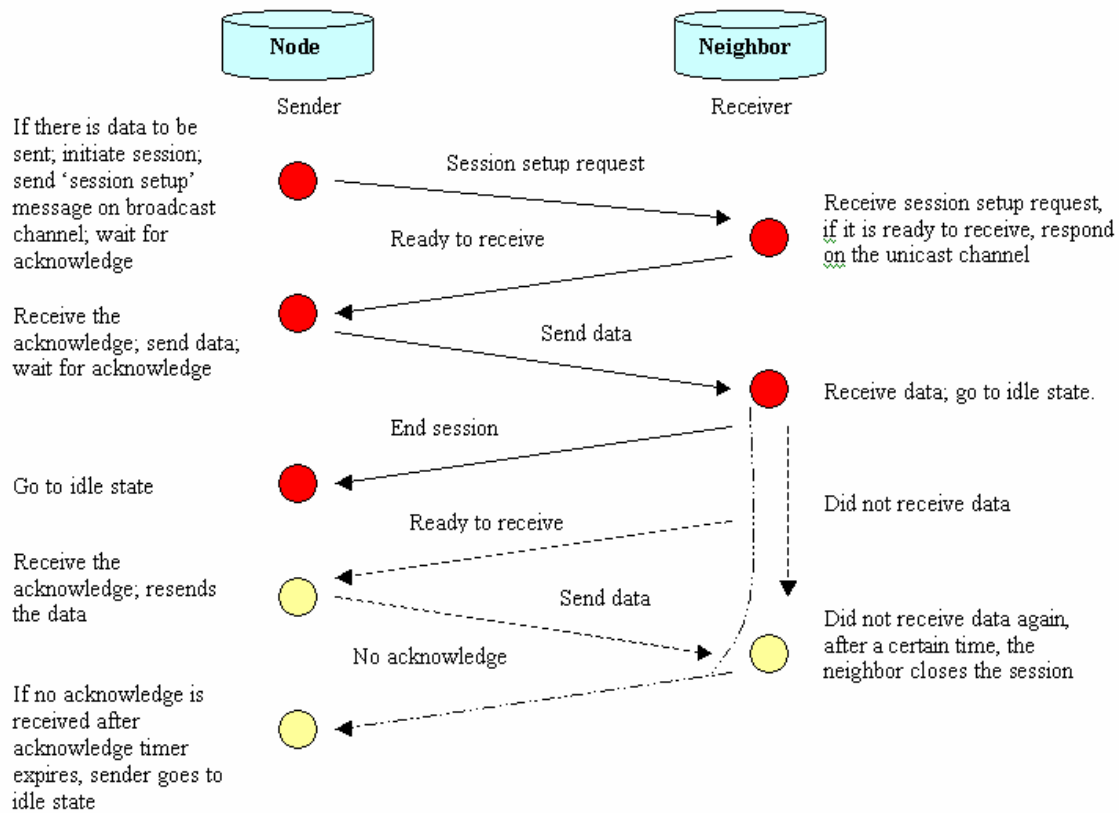 Node
Neighbor
Sender
Receiver
If there is data to be
sent; initiate session;
send ‘session setup’
message on broadcast
channel; wait for
acknowledge
Session setup request
Receive session setup request,
if it is ready to receive, respond
on the unicast channel
Ready to receive
Receive the
acknowledge; send data;
wait for acknowledge
Send data
Receive data; go to idle state.
End session
Go to idle state
Did not receive data
Ready to receive
Receive the
acknowledge; resends
the data
Send data
Did not receive data again,
after a certain time, the
neighbor closes the session
No acknowledge
If no acknowledge is
received after
acknowledge timer
expires, sender goes to
idle state